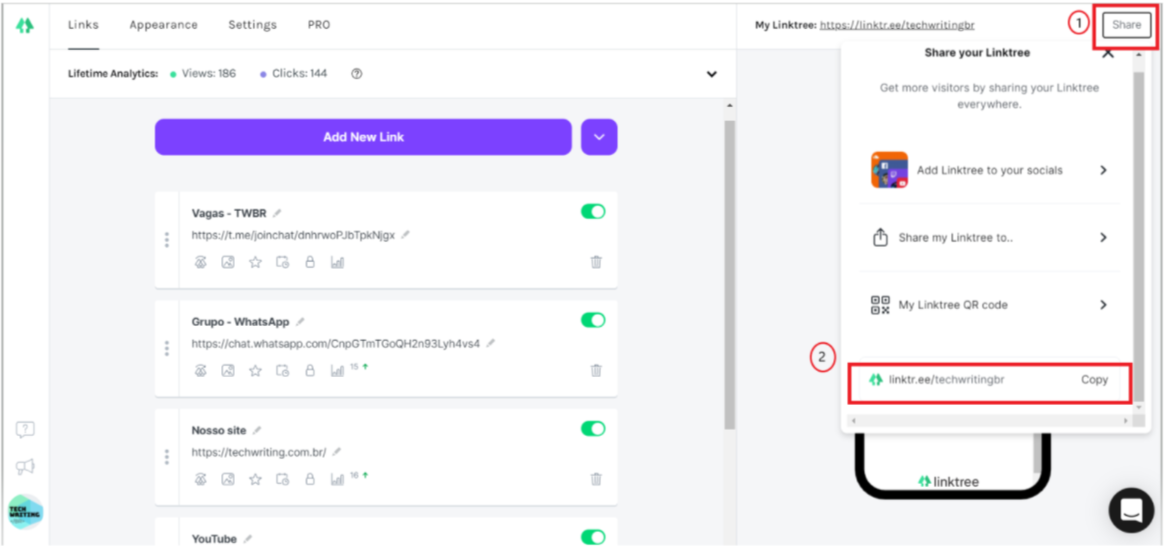 Links Appearance Settings PRO
My Linktree: https://linktr.ee/techwritingbr
1
Share
Lifetime Analytics: Views: 186 Clicks: 144
Add New Link
Vagas - TWBR
https://t.me/joinchat/dnhrwoPJbTpkNjgx
Grupo - WhatsApp
https://chat.whatsapp.com/CnpGTmTGoQH2n93Lyh4vs4
15
Nosso site
https://techwriting.com.br/
16
YouTube
TECH
WRITING
Share your Linktree
Get more visitors by sharing your Linktree
everywhere.
Add Linktree to your socials
Share my Linktree to..
My Linktree QR code
2
linktr.ee/techwritingbr Copy
linktree